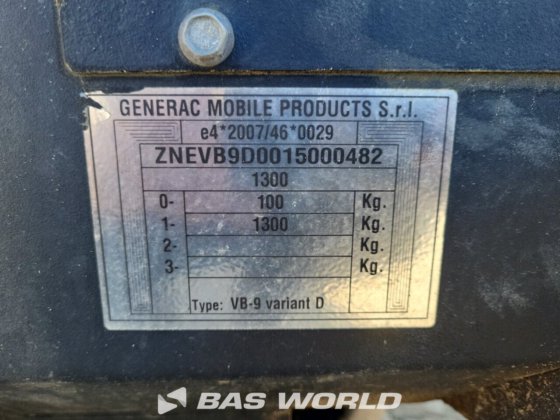 GENERAC MOBILE PRODUCTS S.r.l.
e4*2007/46*0029
ZNEVB9D0015000482
1300
0- 100 Kg.
1- 1300 Kg.
2- Kg.
3- Kg.
Type: VB-9 variant D
BAS WORLD